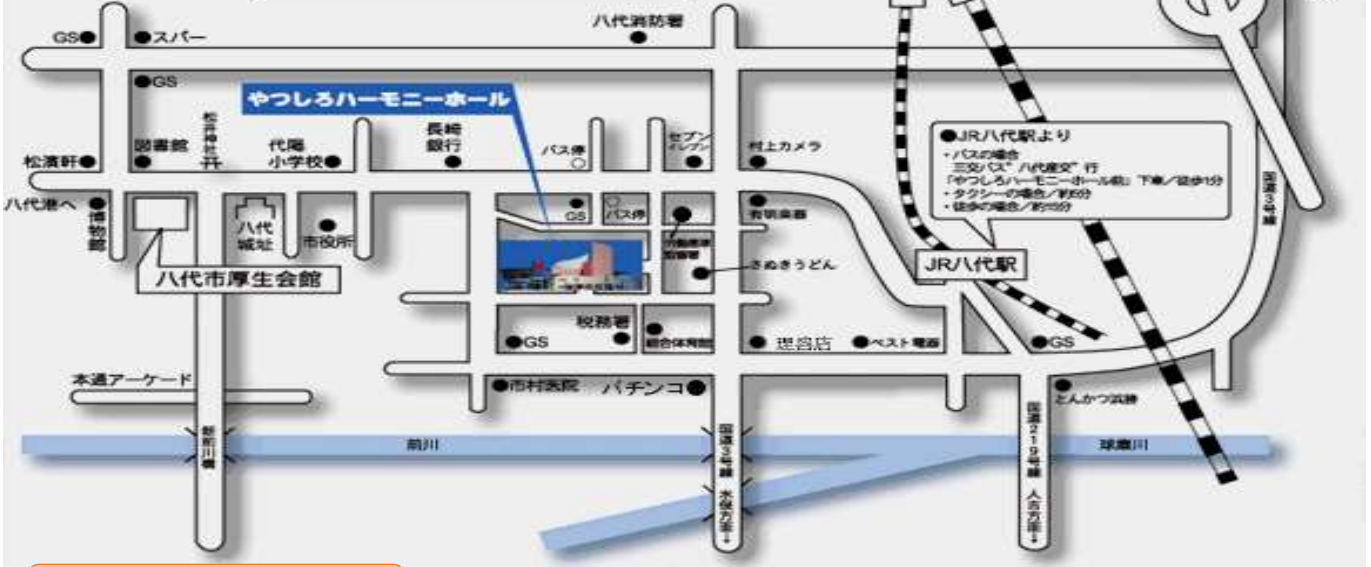 八代消防署
GS
スパー
GS
やつしろハーモニーホール
松井神社
図書館
代陽
小学校
長崎
銀行
バス停
セブン
イレブン
村上カメラ
松濱軒
●JR八代駅より
・バスの場合
三交バス"八代産交"行
「やつしろハーモニーホール前」下車/徒歩1分
・タクシーの場合/約5分
・徒歩の場合
国道3号線
八代港へ
博物館
八代
城址
市役所
GS
バス停
有明楽器
さぬきうどん
八代市厚生会館
JR八代駅
税務署
GS
総合体育館
理容店
ベスト電器
GS
本通アーケード
市村医院
パチンコ
とんかつ浜勝
新前川橋
前川
国道3号線 水俣方面→
国道219号線 人吉方面→
球磨川